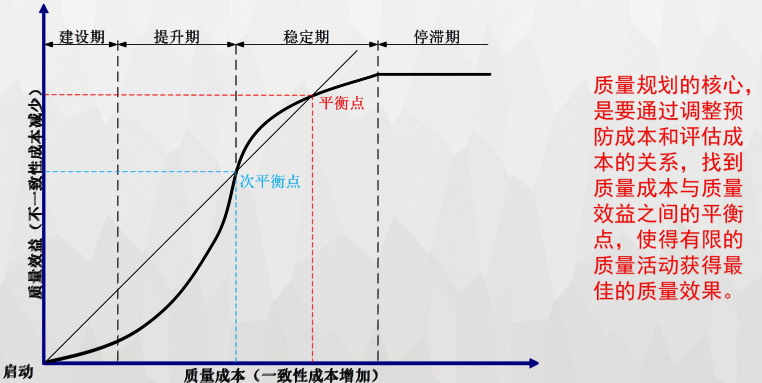 建设期
提升期
稳定期
停滞期
质量效益（不一致性成本减少）
平衡点
次平衡点
启动
质量成本（一致性成本增加）
质量规划的核心，
是要通过调整预
防成本和评估成
本的关系，找到
质量成本与质量
效益之间的平衡
点，使得有限的
质量活动获得最
佳的质量效果。